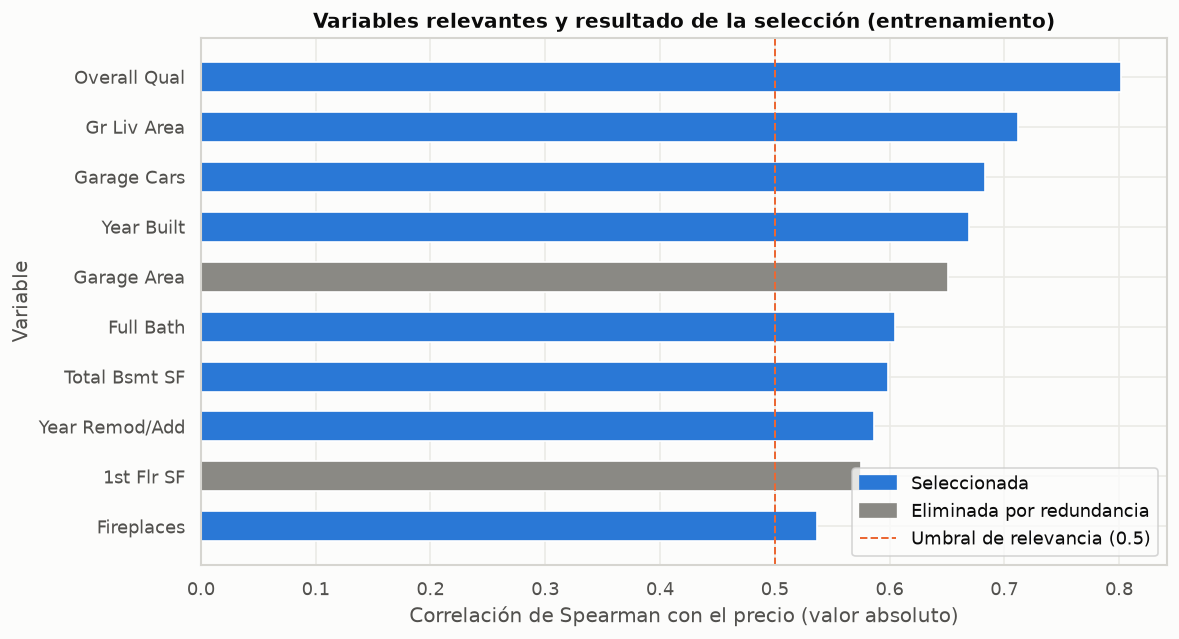 Variables relevantes y resultado de la selección (entrenamiento)
Variable
Overall Qual
Gr Liv Area
Garage Cars
Year Built
Garage Area
Full Bath
Total Bsmt SF
Year Remod/Add
1st Flr SF
Fireplaces
Seleccionada
Eliminada por redundancia
Umbral de relevancia (0.5)
0.0 0.1 0.2 0.3 0.4 0.5 0.6 0.7 0.8
Correlación de Spearman con el precio (valor absoluto)